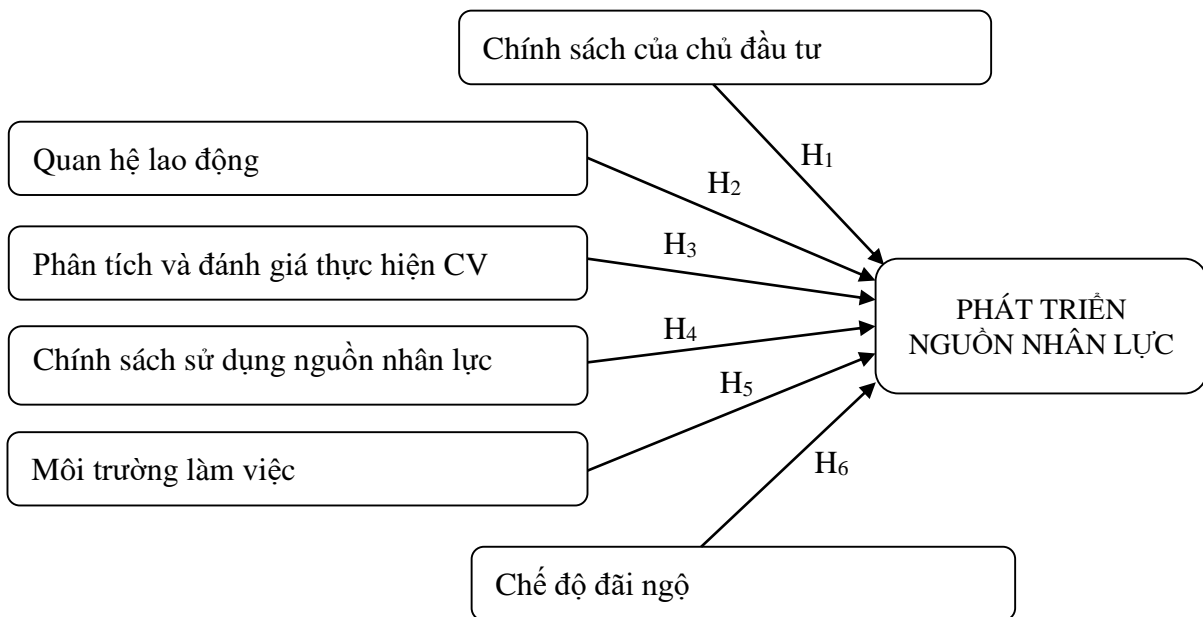 Chính sách của chủ đầu tư
Quan hệ lao động
H₁
H₂
Phân tích và đánh giá thực hiện CV
H₃
PHÁT TRIỂN
NGUỒN NHÂN LỰC
Chính sách sử dụng nguồn nhân lực
H₄
H₅
Môi trường làm việc
H₆
Chế độ đãi ngộ